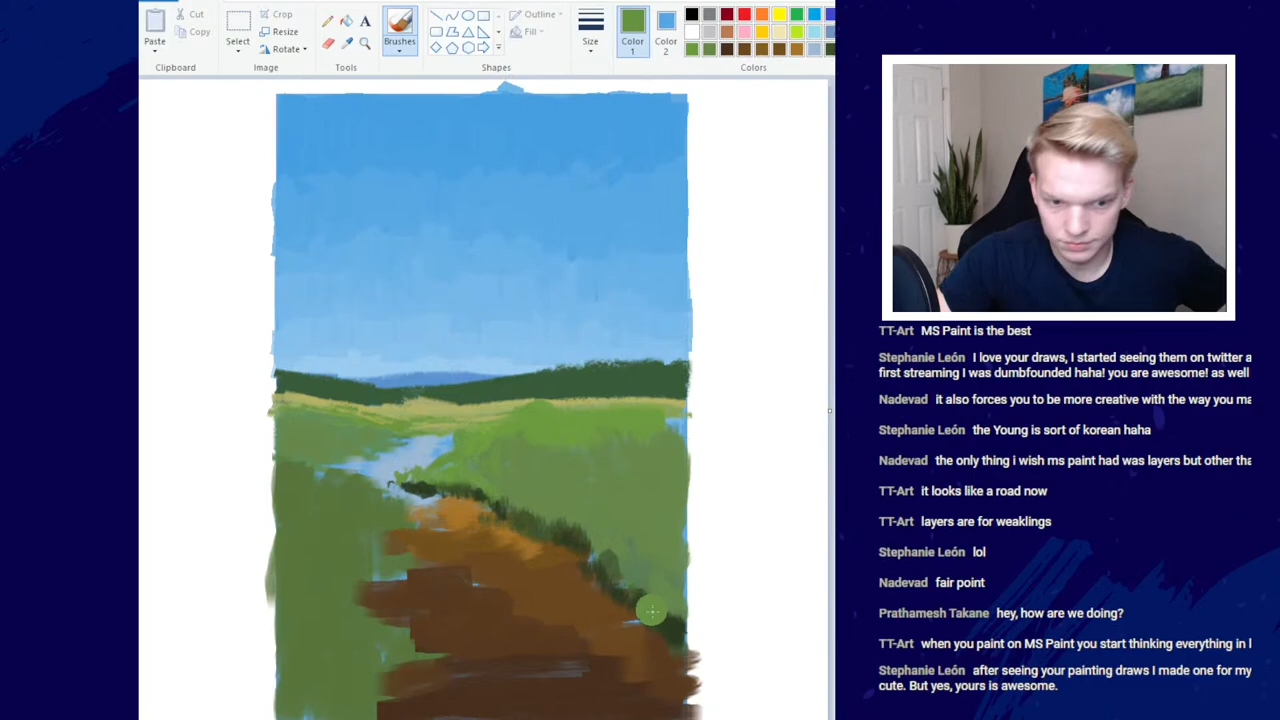 Paste
Cut
Copy
Clipboard
Select
Crop
Resize
Rotate
Image
A
Tools
Brushes
Outline
Fill
Shapes
Size
Color
1
Color
2
Colors
TT-Art MS Paint is the best
Stephanie León I love your draws, I started seeing them on twitter a
first streaming I was dumbfounded haha! you are awesome! as well
Nadevad it also forces you to be more creative with the way you ma
Stephanie León the Young is sort of korean haha
Nadevad the only thing i wish ms paint had was layers but other tha
TT-Art it looks like a road now
TT-Art layers are for weaklings
Stephanie León lol
Nadevad fair point
Prathamesh Takane hey, how are we doing?
TT-Art when you paint on MS Paint you start thinking everything in l
Stephanie León after seeing your painting draws I made one for my
cute. But yes, yours is awesome.